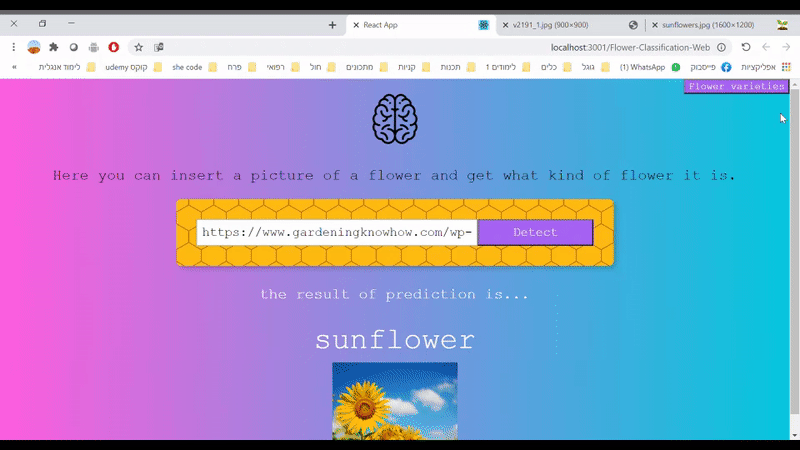 React App
v2191_1.jpg (900×900)
sunflowers.jpg (1600×1200)
localhost:3001/Flower-Classification-Web
אפליקציות
פייסבוק
WhatsApp (1)
גוגל
כלים
לימודים 1
תכנות
קניות
מתכונים
חול
רפואי
פרח
she code
קוקס udemy
לימוד אנגלית
»
Flower varieties
Here you can insert a picture of a flower and get what kind of flower it is.
https://www.gardeningknowhow.com/wp-
Detect
the result of prediction is...
sunflower